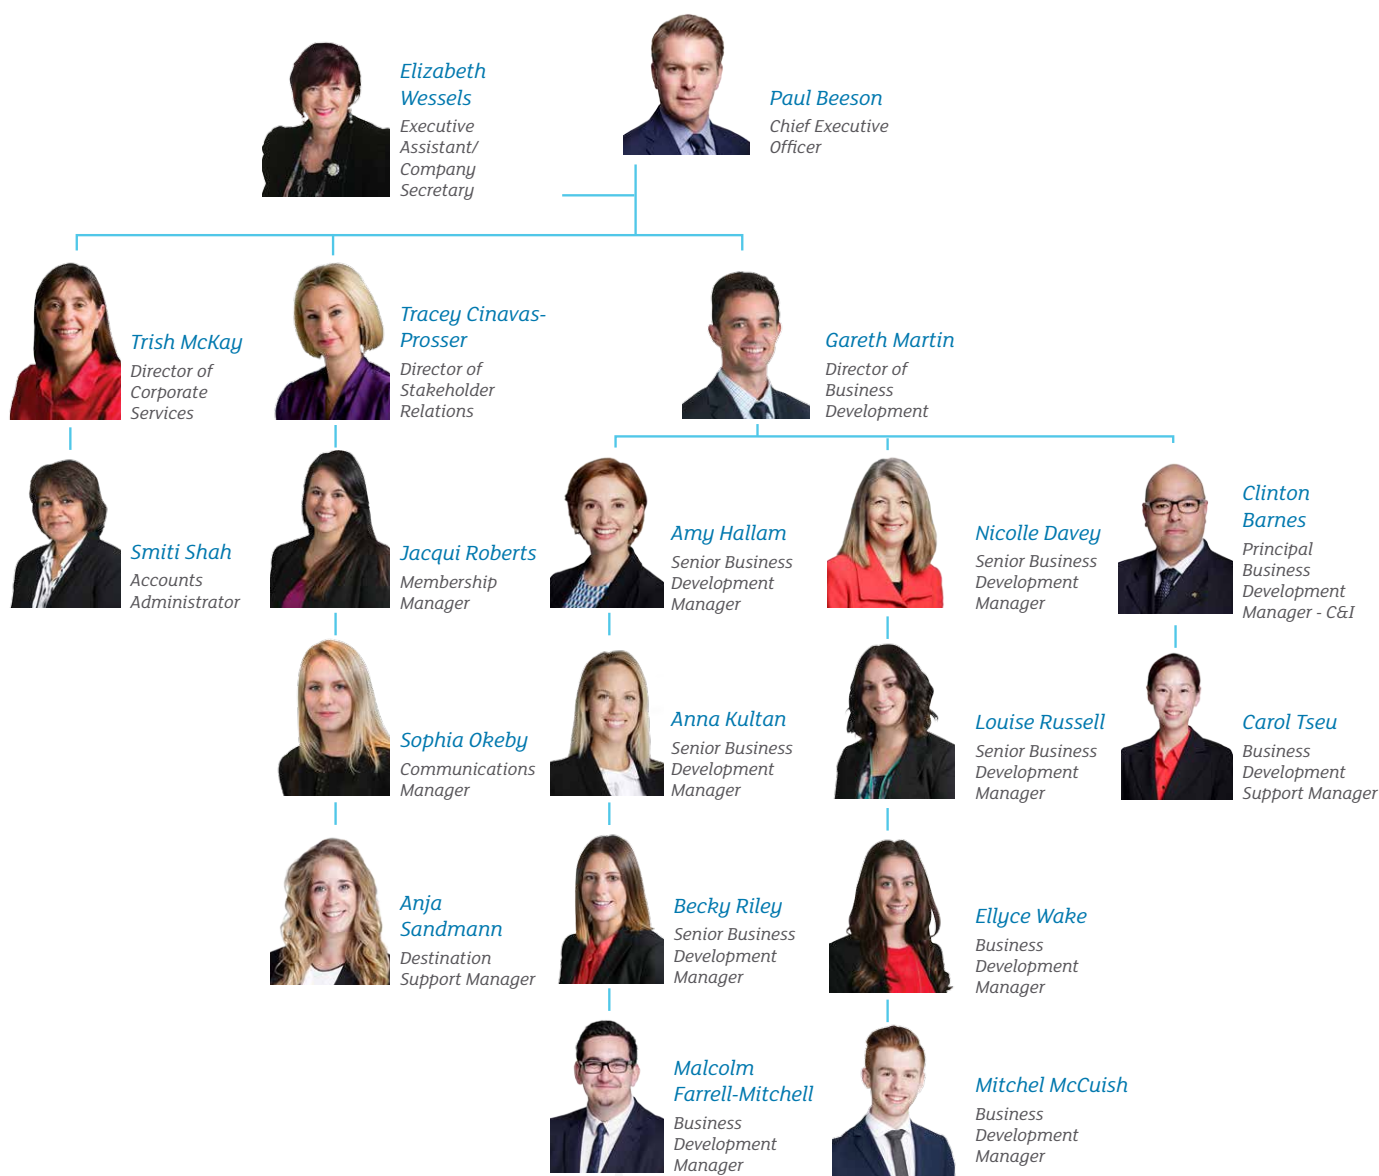 Elizabeth
Wessels
Executive
Assistant/
Company
Secretary
Paul Beeson
Chief Executive
Officer
Trish McKay
Director of
Corporate
Services
Tracey Cinavas-
Prosser
Director of
Stakeholder
Relations
Gareth Martin
Director of
Business
Development
Smiti Shah
Accounts
Administrator
Jacqui Roberts
Membership
Manager
Amy Hallam
Senior Business
Development
Manager
Nicolle Davey
Senior Business
Development
Manager
Clinton
Barnes
Principal
Business
Development
Manager - C&I
Sophia Okeby
Communications
Manager
Anna Kultan
Senior Business
Development
Manager
Louise Russell
Senior Business
Development
Manager
Carol Tseu
Business
Development
Support Manager
Anja
Sandmann
Destination
Support Manager
Becky Riley
Senior Business
Development
Manager
Ellyce Wake
Business
Development
Manager
Malcolm
Farrell-Mitchell
Business
Development
Manager
Mitchel McCuish
Business
Development
Manager